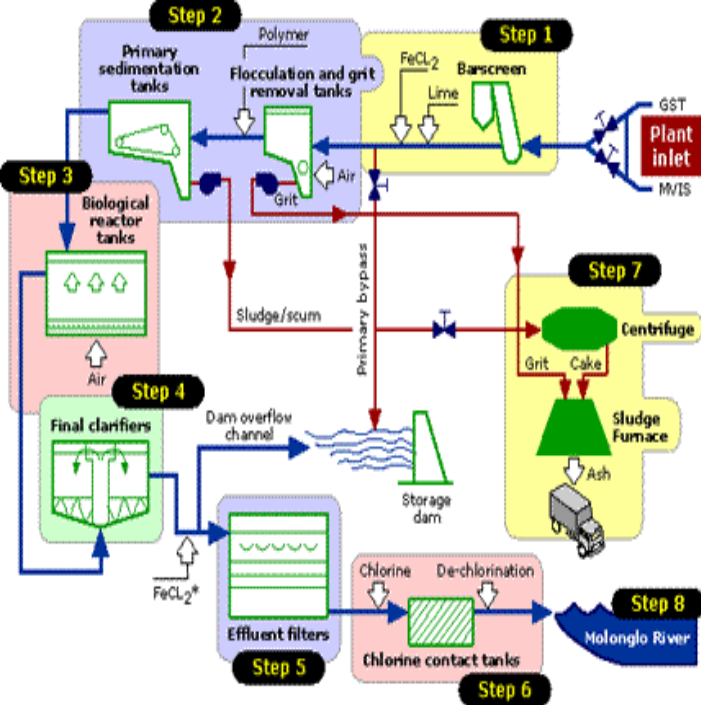 Step 2
Step 1
Polymer
Primary
sedimentation
tanks
Flocculation and grit
removal tanks
FeCL2
Lime
Barscreen
GST
Plant
inlet
MVIS
Air
Grit
Step 3
Biological
reactor
tanks
Air
Sludge/scum
Primary bypass
Step 7
Centrifuge
Grit
Cake
Sludge
Furnace
Ash
Step 4
Final clarifiers
Dam overflow
channel
Storage
dam
FeCL2*
Effluent filters
Step 5
Chlorine
De-chlorination
Chlorine contact tanks
Step 6
Step 8
Molonglo River